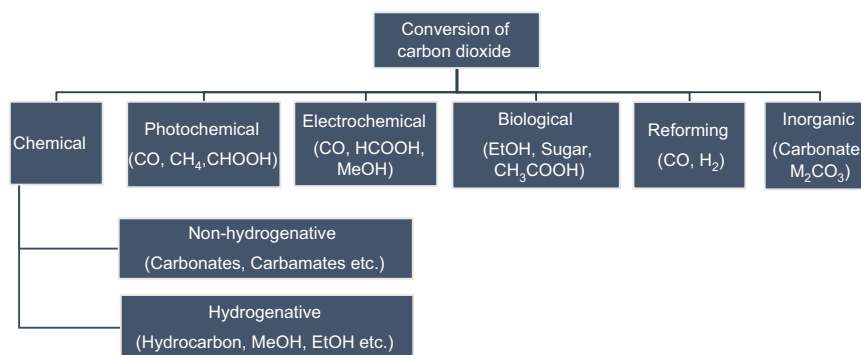 Conversion of
carbon dioxide
Chemical
Photochemical
(CO, CH₄,CHOOH)
Electrochemical
(CO, HCOOH,
MeOH)
Biological
(EtOH, Sugar,
CH₃COOH)
Reforming
(CO, H₂)
Inorganic
(Carbonate
M₂CO₃)
Non-hydrogenative
(Carbonates, Carbamates etc.)
Hydrogenative
(Hydrocarbon, MeOH, EtOH etc.)